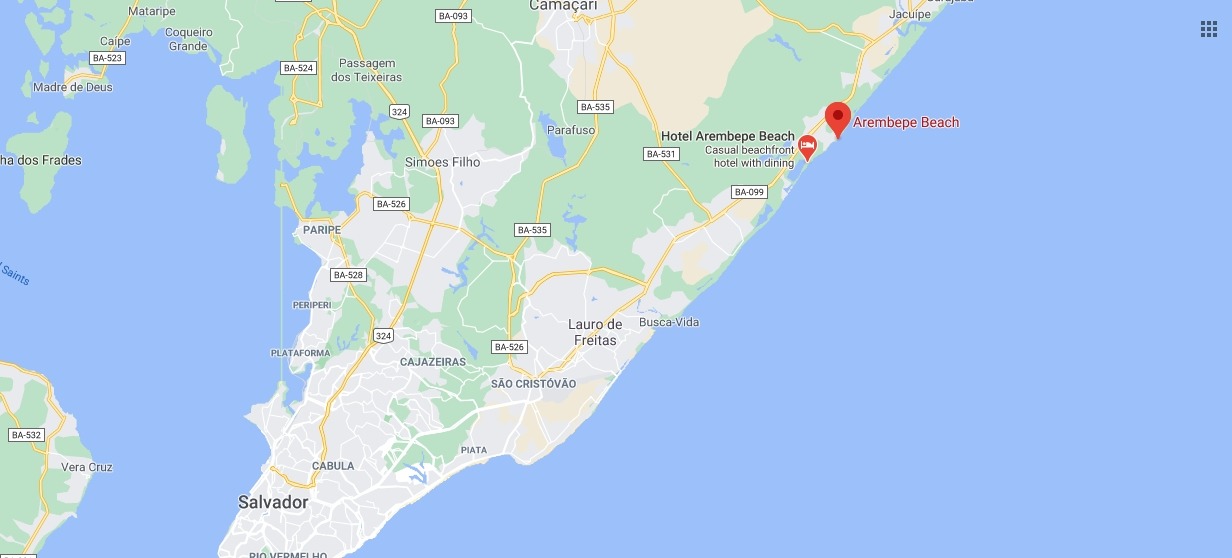 Camaçari
Mataripe
BA-093
Jacuípe
Coqueiro
Grande
Caípe
BA-523
Passagem
dos Teixeiras
BA-524
Madre de Deus
324
BA-093
BA-535
Arembepe Beach
Parafuso
Hotel Arembepe Beach
Casual beachfront
hotel with dining
BA-531
ha dos Frades
Simoes Filho
BA-099
BA-526
PARIPE
BA-535
Saints
BA-528
PERIPERI
Lauro de
Freitas
Busca-Vida
324
BA-526
PLATAFORMA
CAJAZEIRAS
SÃO CRISTÓVÃO
BA-532
PIATA
Vera Cruz
CABULA
Salvador
RIO VERMELHO